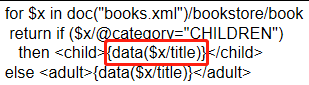 for $x in doc("books.xml")/bookstore/book
return if ($x/@category="CHILDREN")
then <child>{data($x/title)}</child>
else <adult>{data($x/title)}</adult>